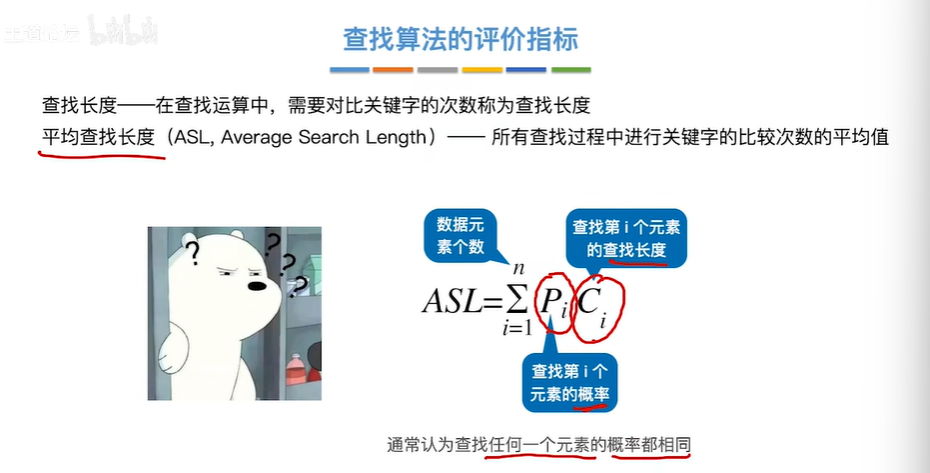 王道论坛 bilibili
查找算法的评价指标
查找长度——在查找运算中，需要对比关键字的次数称为查找长度
平均查找长度（ASL, Average Search Length）—— 所有查找过程中进行关键字的比较次数的平均值
数据元
素个数
查找第 i 个元素
的查找长度
? ? ? ?
n
ASL=∑ Pᵢ Cᵢ
i=1
查找第 i 个
元素的概率
通常认为查找任何一个元素的概率都相同